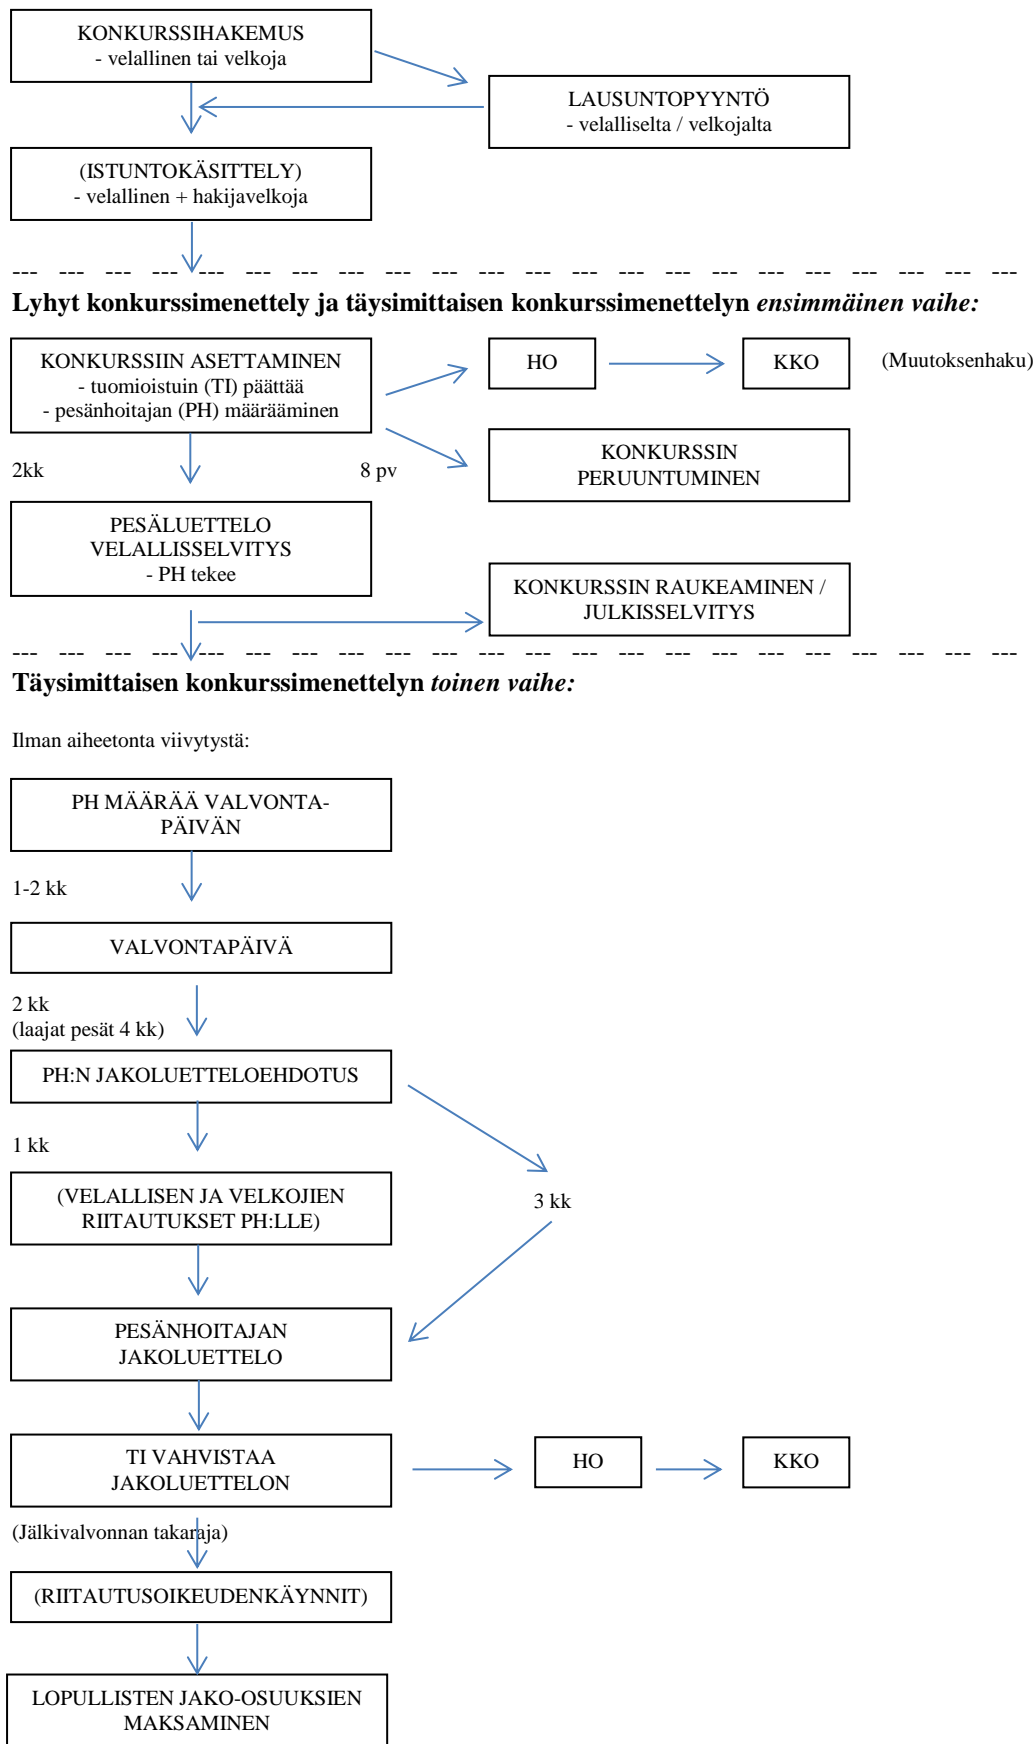 KONKURSSIHAKEMUS
- velallinen tai velkoja
LAUSUNTOPYYNTÖ
- velalliselta / velkojalta
(ISTUNTOKÄSITTELY)
- velallinen + hakijavelkoja
Lyhyt konkurssimenettely ja täysimittaisen konkurssimenettelyn ensimmäinen vaihe:
KONKURSSIIN ASETTAMINEN
- tuomioistuin (TI) päättää
- pesänhoitajan (PH) määrääminen
HO
KKO
(Muutoksenhaku)
2kk
8 pv
KONKURSSIN
PERUUNTUMINEN
PESÄLUETTELO
VELALLISSELVITYS
- PH tekee
KONKURSSIN RAUKEAMINEN /
JULKISSELVITYS
Täysimittaisen konkurssimenettelyn toinen vaihe:
Ilman aiheetonta viivytystä:
PH MÄÄRÄÄ VALVONTA-
PÄIVÄN
1-2 kk
VALVONTAPÄIVÄ
2 kk
(laajat pesät 4 kk)
PH:N JAKOLUETTELOEHDOTUS
1 kk
(VELALLISEN JA VELKOJIEN
RIITAUTUKSET PH:LLE)
3 kk
PESÄNHOITAJAN
JAKOLUETTELO
TI VAHVISTAA
JAKOLUETTELON
HO
KKO
(Jälkivalvonnan takaraja)
(RIITAUTUSOIKEUDENKÄYNNIT)
LOPULLISTEN JAKO-OSUUKSIEN
MAKSAMINEN